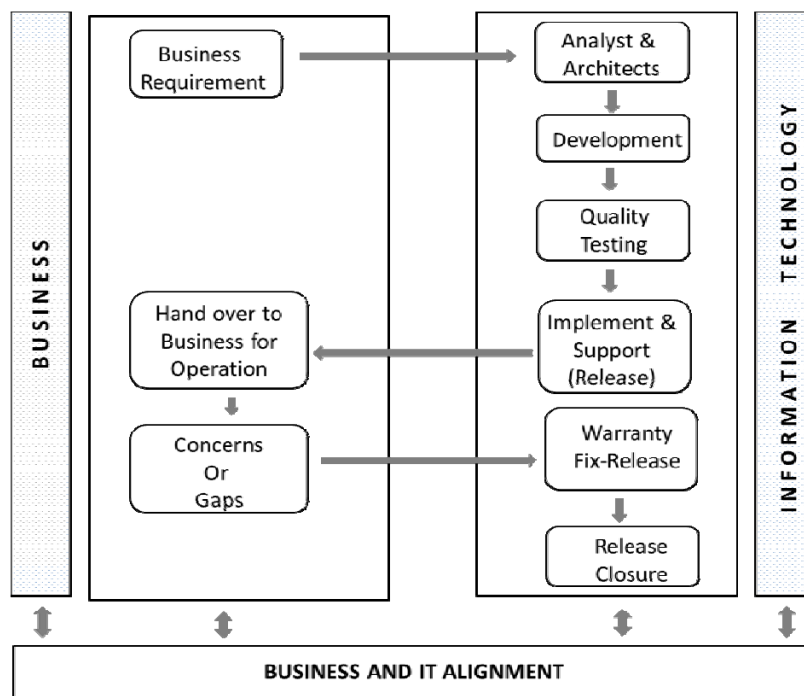 BUSINESS
Business
Requirement
Analyst &
Architects
Development
Quality
Testing
Implement &
Support
(Release)
Hand over to
Business for
Operation
Concerns
Or
Gaps
Warranty
Fix-Release
Release
Closure
INFORMATION TECHNOLOGY
BUSINESS AND IT ALIGNMENT